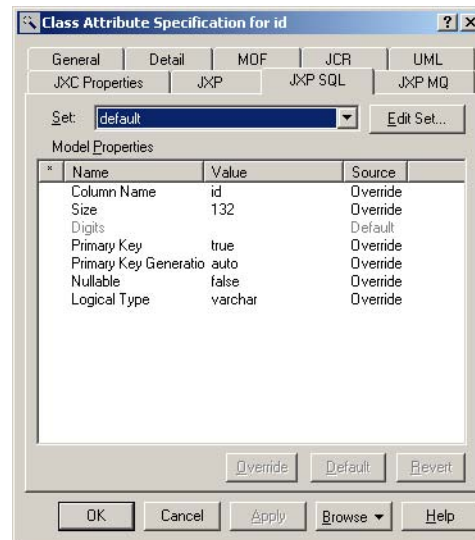 Class Attribute Specification for id
General Detail MOF JCR UML
JXC Properties JXP JXP SQL JXP MQ
Set: default Edit Set...
Model Properties
* Name Value Source
Column Name id Override
Size 132 Override
Digits Default
Primary Key true Override
Primary Key Generatio auto Override
Nullable false Override
Logical Type varchar Override
Override Default Revert
OK Cancel Apply Browse Help